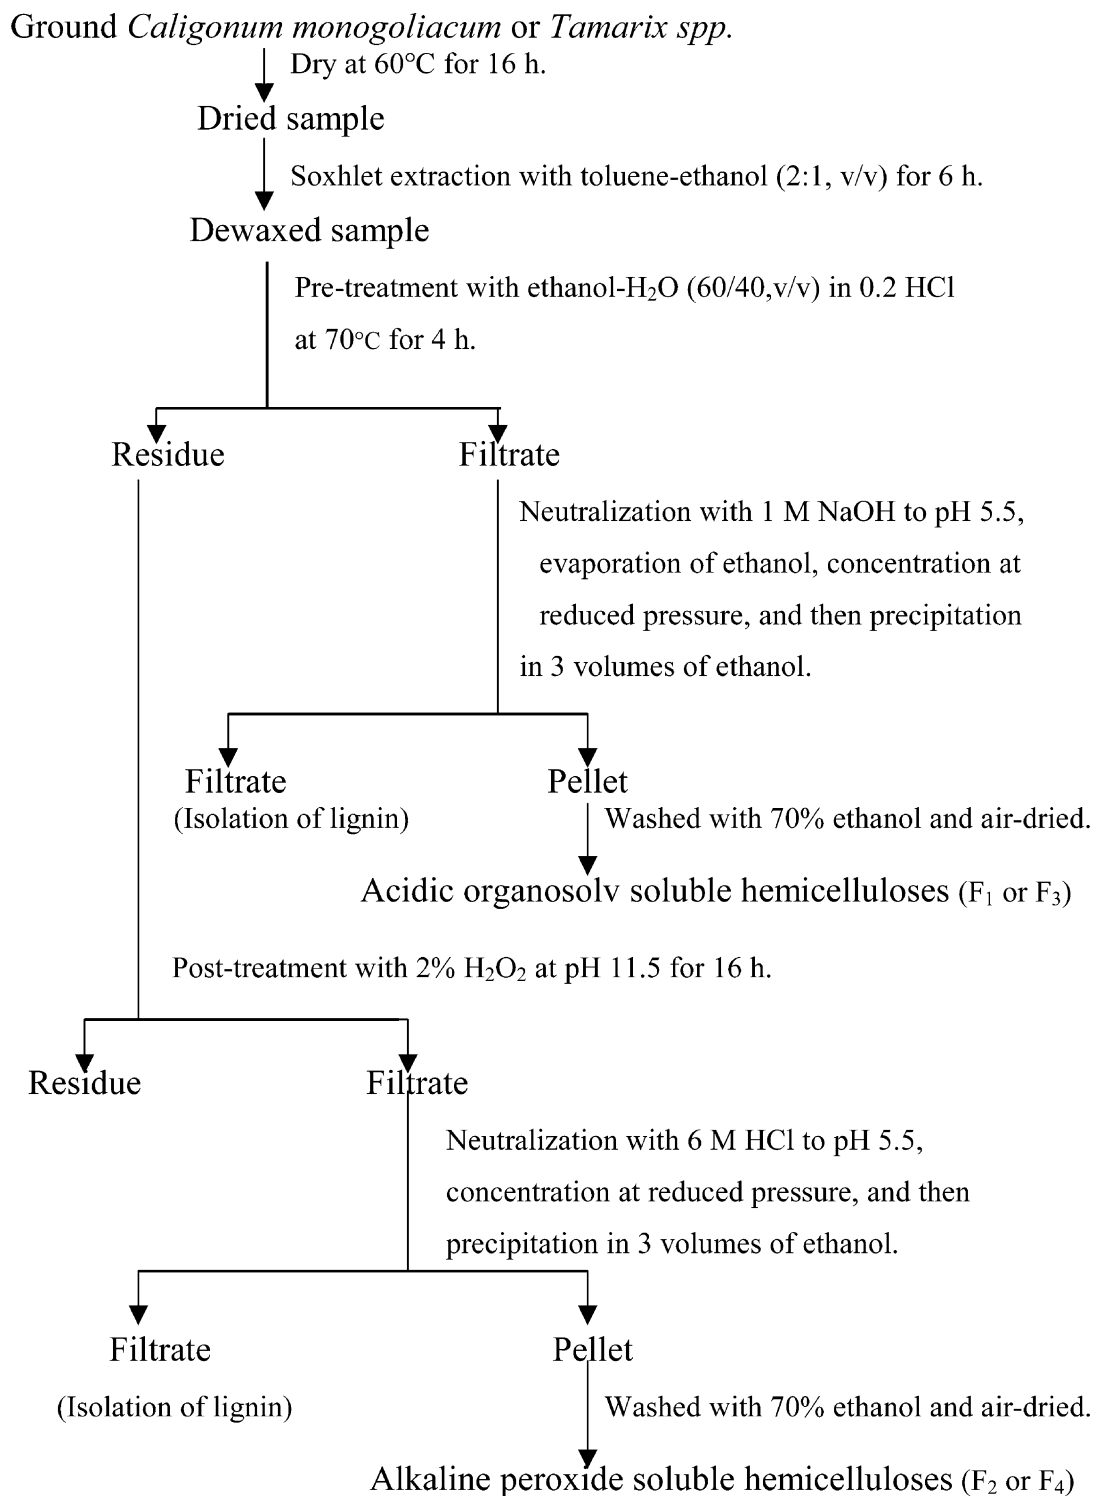 Ground Caligonum monogoliacum or Tamarix spp.
Dry at 60°C for 16 h.
Dried sample
Soxhlet extraction with toluene-ethanol (2:1, v/v) for 6 h.
Dewaxed sample
Pre-treatment with ethanol-H₂O (60/40,v/v) in 0.2 HCl
at 70°C for 4 h.
Residue
Filtrate
Neutralization with 1 M NaOH to pH 5.5,
evaporation of ethanol, concentration at
reduced pressure, and then precipitation
in 3 volumes of ethanol.
Filtrate
(Isolation of lignin)
Pellet
Washed with 70% ethanol and air-dried.
Acidic organosolv soluble hemicelluloses (F₁ or F₃)
Post-treatment with 2% H₂O₂ at pH 11.5 for 16 h.
Residue
Filtrate
Neutralization with 6 M HCl to pH 5.5,
concentration at reduced pressure, and then
precipitation in 3 volumes of ethanol.
Filtrate
(Isolation of lignin)
Pellet
Washed with 70% ethanol and air-dried.
Alkaline peroxide soluble hemicelluloses (F₂ or F₄)